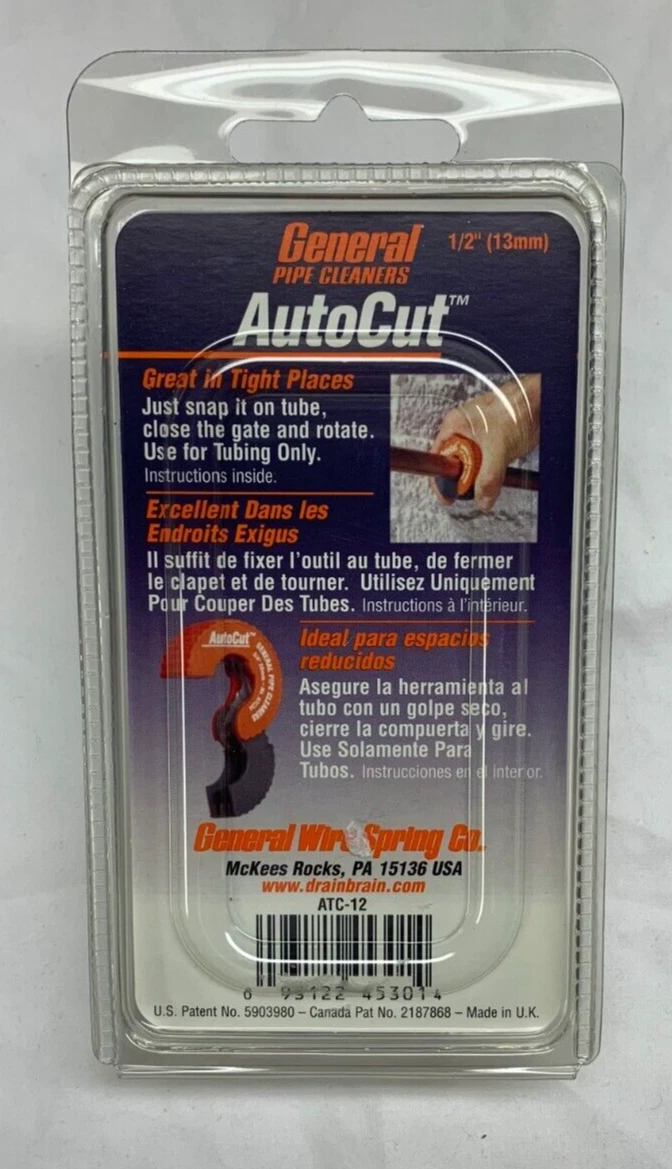 General 1/2" (13mm)
PIPE CLEANERS
AutoCut™
Great in Tight Places
Just snap it on tube,
close the gate and rotate.
Use for Tubing Only.
Instructions inside.
Excellent Dans les
Endroits Exigus
Il suffit de fixer l'outil au tube, de fermer
le clapet et de tourner. Utilisez Uniquement
Pour Couper Des Tubes. Instructions à l'intérieur.
AutoCut™
GENERAL PIPE CLEANERS
Ideal para espacios
reducidos
Asegure la herramienta al
tubo con un golpe seco,
cierre la compuerta y gire.
Use Solamente Para
Tubos. Instrucciones en el interior.
General Wire Spring Co.
McKees Rocks, PA 15136 USA
www.drainbrain.com
ATC-12
6 93122 45301 4
U.S. Patent No. 5903980 – Canada Pat No. 2187868 – Made in U.K.